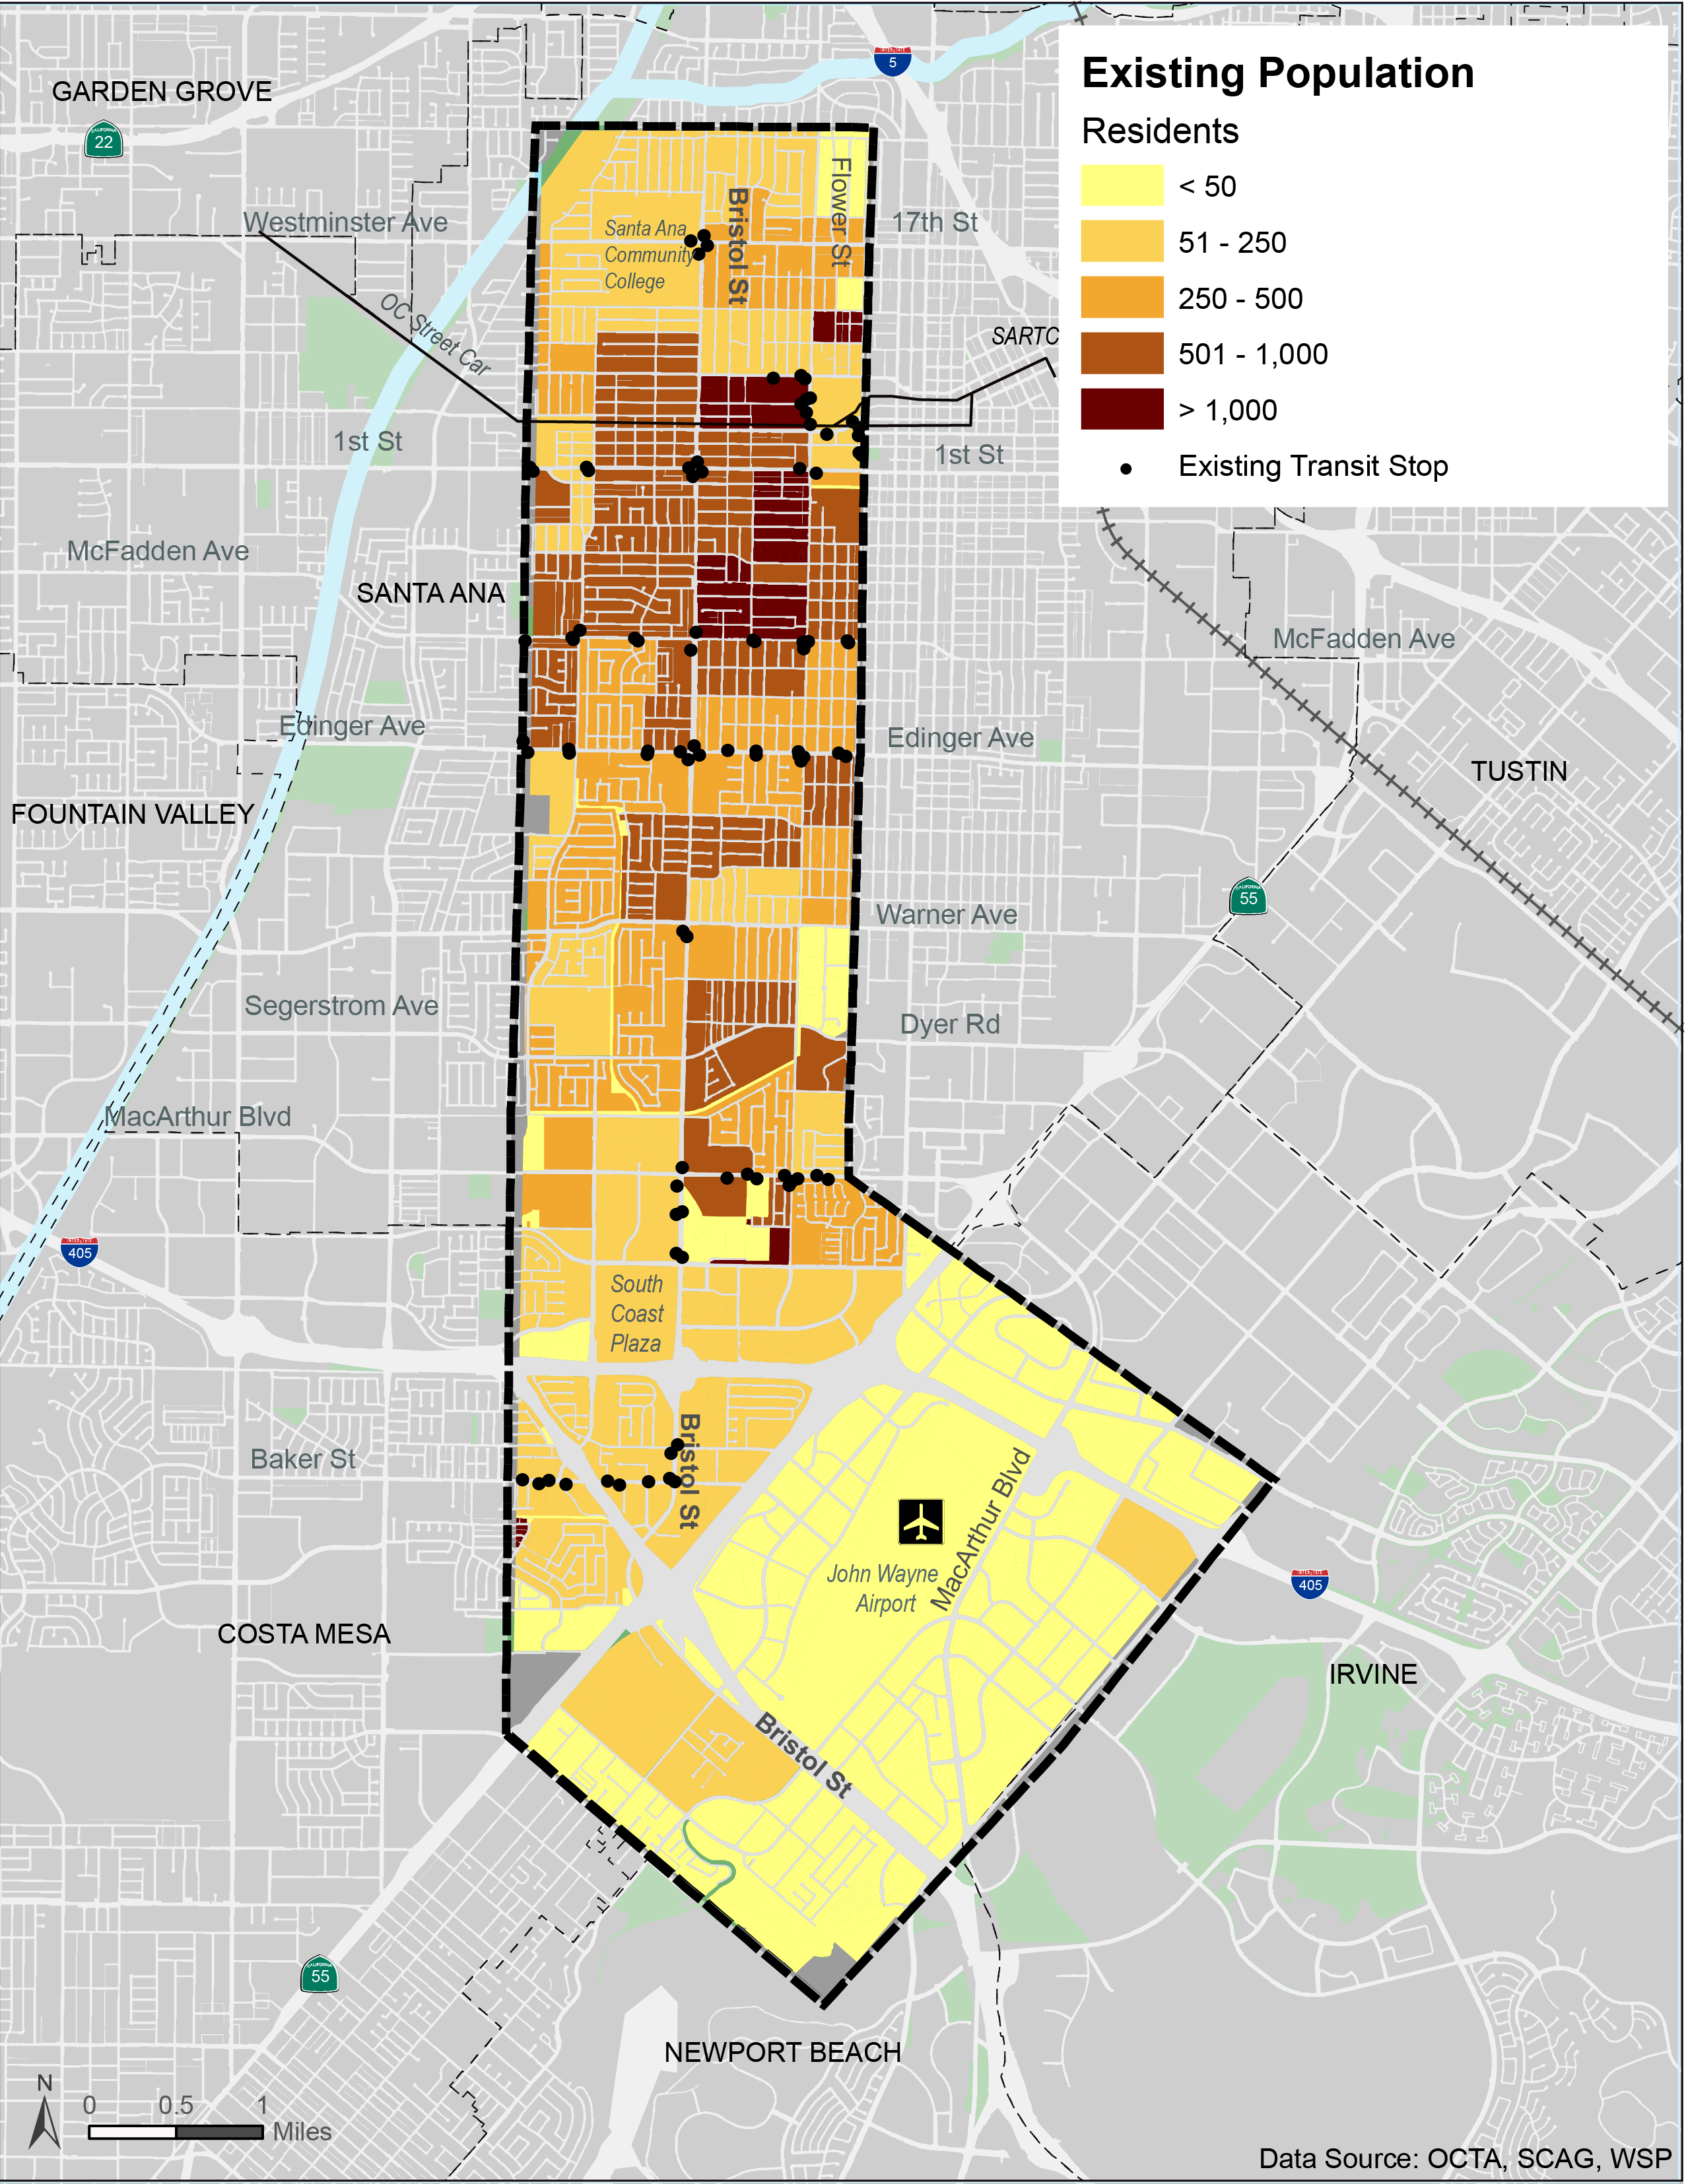 Existing Population
Residents
< 50
51 - 250
250 - 500
501 - 1,000
> 1,000
Existing Transit Stop
5
GARDEN GROVE
CALIFORNIA
22
Westminster Ave
Flower St
Bristol St
17th St
Santa Ana
Community
College
OC Street Car
SARTC
1st St
1st St
McFadden Ave
SANTA ANA
McFadden Ave
Edinger Ave
Edinger Ave
TUSTIN
FOUNTAIN VALLEY
CALIFORNIA
55
Warner Ave
Segerstrom Ave
Dyer Rd
MacArthur Blvd
405
South
Coast
Plaza
Bristol St
Baker St
MacArthur Blvd
John Wayne
Airport
405
COSTA MESA
IRVINE
Bristol St
CALIFORNIA
55
NEWPORT BEACH
N
0 0.5 1
Miles
Data Source: OCTA, SCAG, WSP